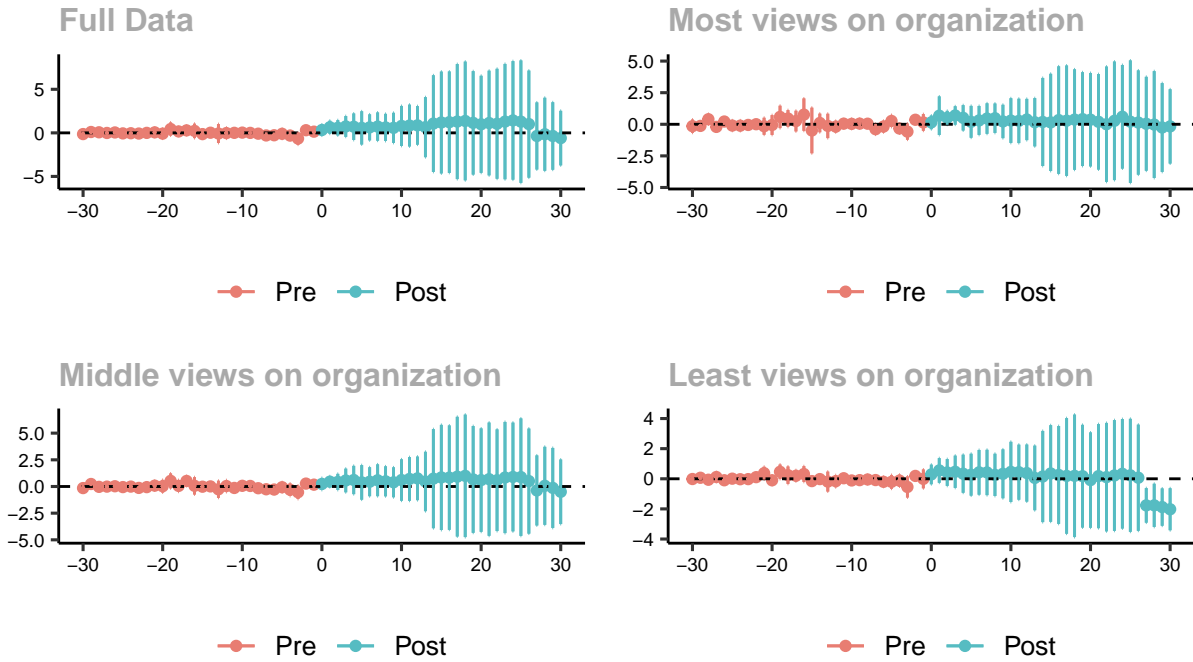 Full Data
5
0
−5
−30 −20 −10 0 10 20 30
Pre Post
Most views on organization
5.0
2.5
0.0
−2.5
−5.0
−30 −20 −10 0 10 20 30
Pre Post
Middle views on organization
5.0
2.5
0.0
−2.5
−5.0
−30 −20 −10 0 10 20 30
Pre Post
Least views on organization
4
2
0
−2
−4
−30 −20 −10 0 10 20 30
Pre Post